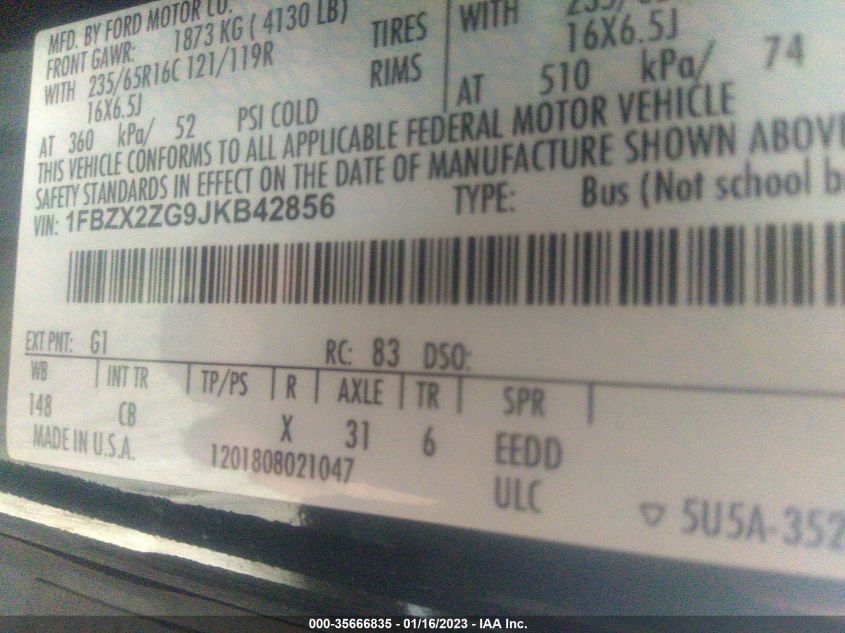 MFD. BY FORD MOTOR CO.
FRONT GAWR: 1873 KG ( 4130 LB)
WITH 235/65R16C 121/119R TIRES
16X6.5J RIMS
AT 360 kPa/ 52 PSI COLD
WITH
16X6.5J
AT 510 kPa/ 74
THIS VEHICLE CONFORMS TO ALL APPLICABLE FEDERAL MOTOR VEHICLE
SAFETY STANDARDS IN EFFECT ON THE DATE OF MANUFACTURE SHOWN ABOVE
VIN: 1FBZX2ZG9JKB42856 TYPE: Bus (Not school
EXT PNT: G1 RC: 83 DSO:
WB INT TR TP/PS R AXLE TR SPR
148 CB X 31 6 EEDD
MADE IN U.S.A. 1201808021047 ULC
5U5A-352
000-35666835 - 01/16/2023 - IAA Inc.